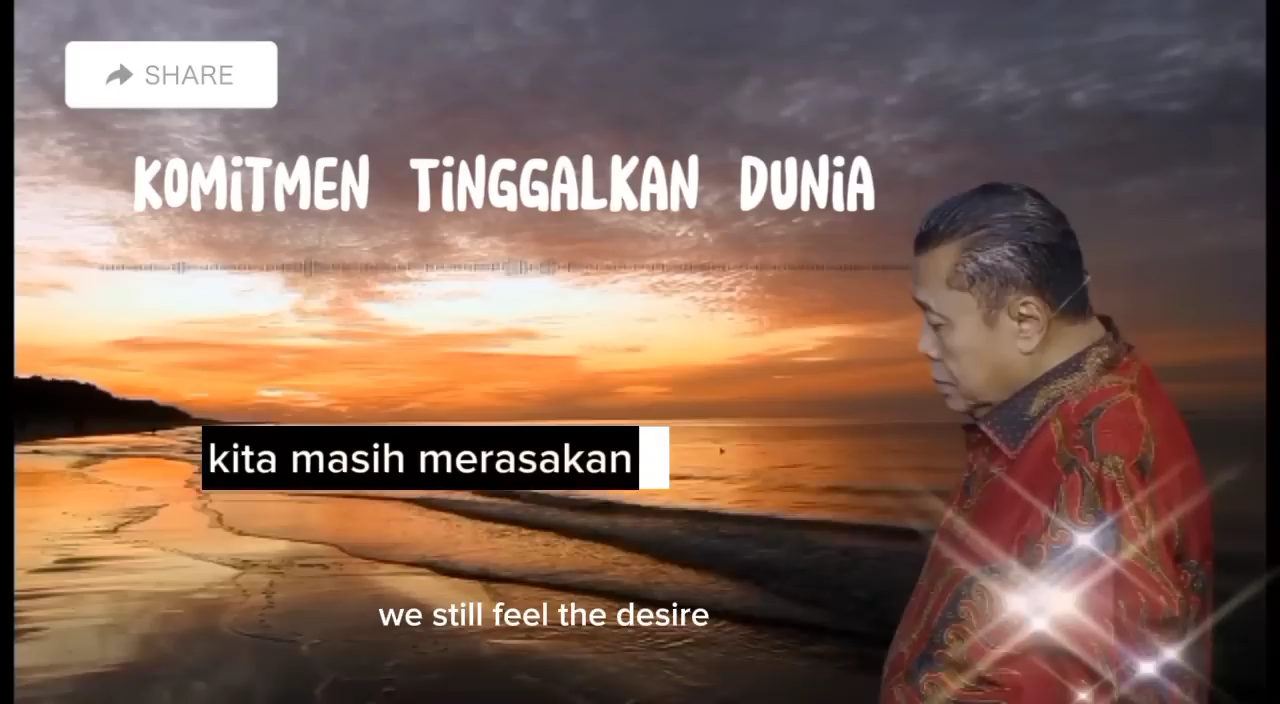 SHARE
KOMiTMEN TiNGGALKAN DUNiA
kita masih merasakan
we still feel the desire